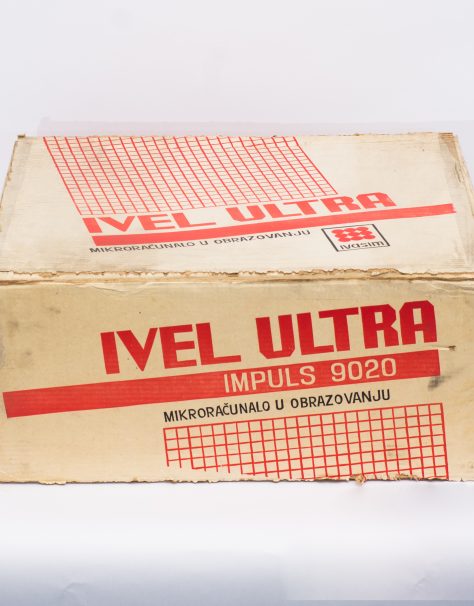 IVEL ULTRA
MIKRORAČUNALO U OBRAZOVANJU
ivasim
IVEL ULTRA
IMPULS 9020
MIKRORAČUNALO U OBRAZOVANJU